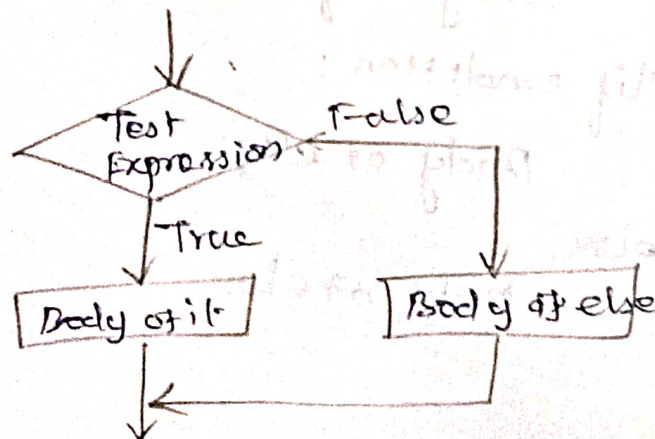 Test
Expression
False
True
Body of if
Body of else